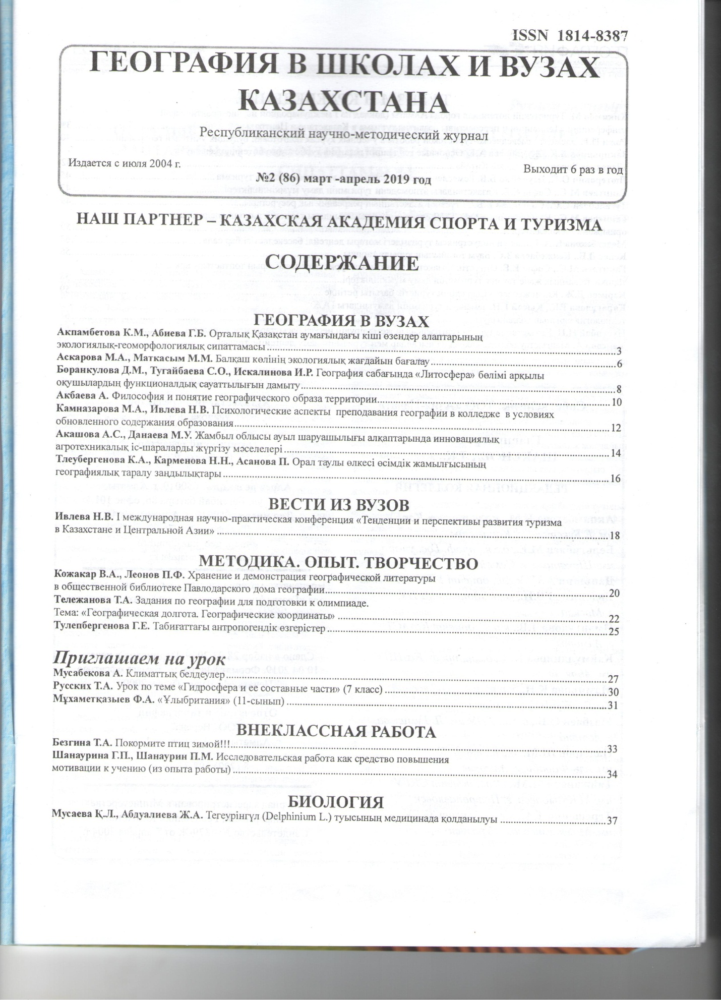 ISSN 1814-8387
ГЕОГРАФИЯ В ШКОЛАХ И ВУЗАХ
КАЗАХСТАНА
Республиканский научно-методический журнал
Издается с июля 2004 г.
Выходит 6 раз в год
№2 (86) март -апрель 2019 год
НАШ ПАРТНЕР – КАЗАХСКАЯ АКАДЕМИЯ СПОРТА И ТУРИЗМА
СОДЕРЖАНИЕ
ГЕОГРАФИЯ В ВУЗАХ
Акпамбетова К.М., Абиева Г.Б. Орталық Қазақстан аумағындағы кіші өзендералаптарының
экологиялық-геоморфологиялық сипаттамасы 3
Аскарова М.А., Маткасым М.М. Балқаш көлінің экологиялық жағдайын бағалау 6
Боранкулова Д.М., Тугайбаева С.О., Искалинова И.Р. География сабағында «Литосфера» бөлімі арқылы
оқушылардың функционалдық сауаттылығын дамыту 8
Акбаева А. Философия и понятие географического образа территории 10
Камназарова М.А., Ивлева Н.В. Психологические аспекты преподавания географии в колледже в условиях
обновленного содержания образования 12
Акашова А.С., Данаева М.У. Жамбыл облысы ауыл шаруашылығы алқаптарында инновациялық
агротехникалық іс-шараларды жүргізу мәселелері 14
Тлеубергенова К.А., Карменова Н.Н., Асанова П. Орал таулы өлкесі өсімдік жамылғысының
географиялық таралу заңдылықтары 16
ВЕСТИ ИЗ ВУЗОВ
Ивлева Н.В. I международная научно-практическая конференция «Тенденции и перспективы развития туризма
в Казахстане и Центральной Азии» 18
МЕТОДИКА. ОПЫТ. ТВОРЧЕСТВО
Кожакар В.А., Леонов П.Ф. Хранение и демонстрация географической литературы
в общественной библиотеке Павлодарского дома географии 20
Тележанова Т.А. Задания по географии для подготовки к олимпиаде.
Тема: «Географическая долгота. Географические координаты» 22
Тулепбергенова Г.Е. Табиғаттағы антропогендік өзгерістер 25
Приглашаем на урок
Мусабекова А. Климаттық белдеулер 27
Русских Т.А. Урок по теме «Гидросфера и ее составные части» (7 класс) 30
Мұхаметқазыев Ф.А. «Ұлыбритания» (11-сынып) 31
ВНЕКЛАССНАЯ РАБОТА
Безгина Т.А. Покормите птиц зимой!!! 33
Шанаурина Г.П., Шанаурин П.М. Исследовательская работа как средство повышения
мотивации к учению (из опыта работы) 34
БИОЛОГИЯ
Мусаева Қ.Л., Абдуалиева Ж.А. Тегеурінгүл (Delphinium L.) туысының медицинада қолданылуы 37